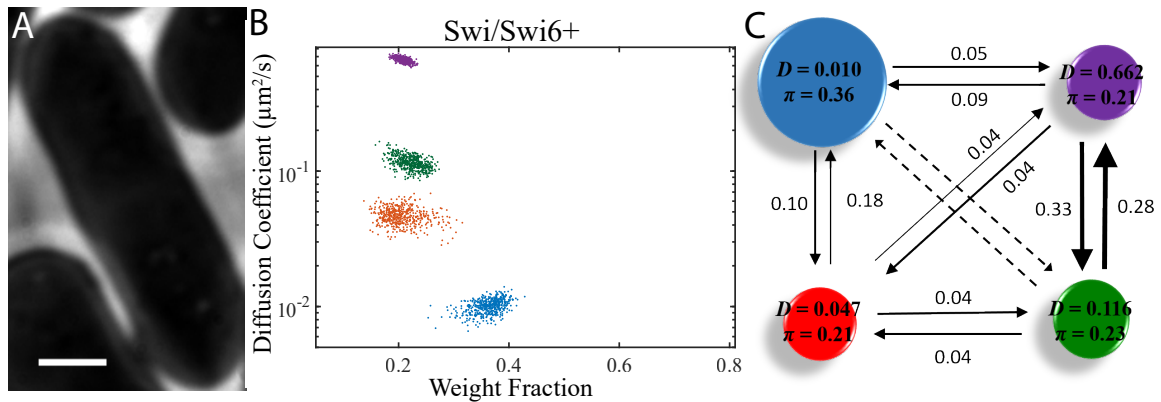 A
B
Swi/Swi6+
Diffusion Coefficient (µm²/s)
10⁻¹
10⁻²
0.2
0.4
0.6
0.8
Weight Fraction
C
D = 0.010
π = 0.36
0.05
0.09
D = 0.662
π = 0.21
0.04
0.04
0.10
0.18
0.33
0.28
D = 0.047
π = 0.21
0.04
0.04
D = 0.116
π = 0.23